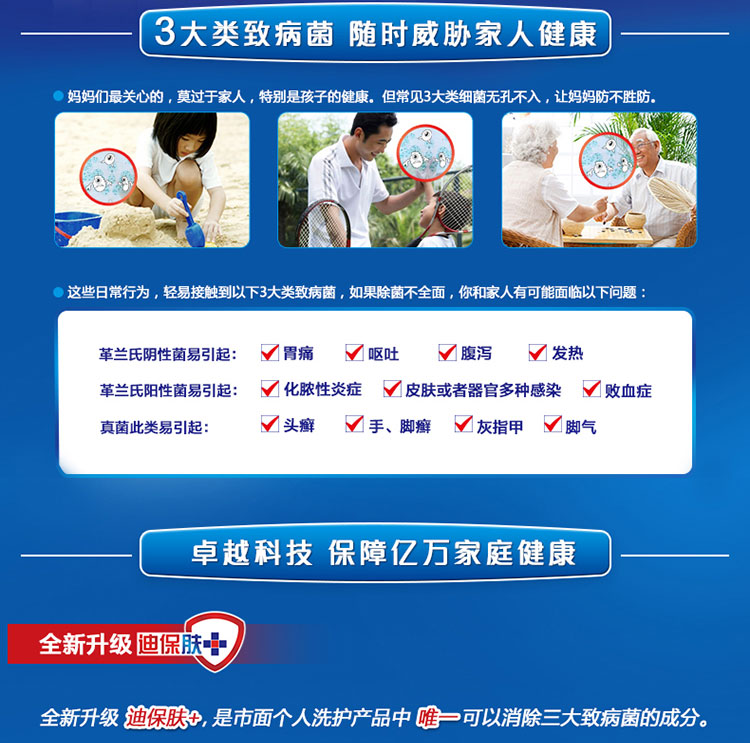 3大类致病菌 随时威胁家人健康
妈妈们最关心的，莫过于家人，特别是孩子的健康。但常见3大类细菌无孔不入，让妈妈防不胜防。
这些日常行为，轻易接触到以下3大类致病菌，如果除菌不全面，你和家人有可能面临以下问题：
革兰氏阴性菌易引起： 胃痛 呕吐 腹泻 发热
革兰氏阳性菌易引起： 化脓性炎症 皮肤或者器官多种感染 败血症
真菌此类易引起： 头癣 手、脚癣 灰指甲 脚气
卓越科技 保障亿万家庭健康
全新升级 迪保肤+
全新升级 迪保肤+, 是市面个人洗护产品中 唯一 可以消除三大致病菌的成分。